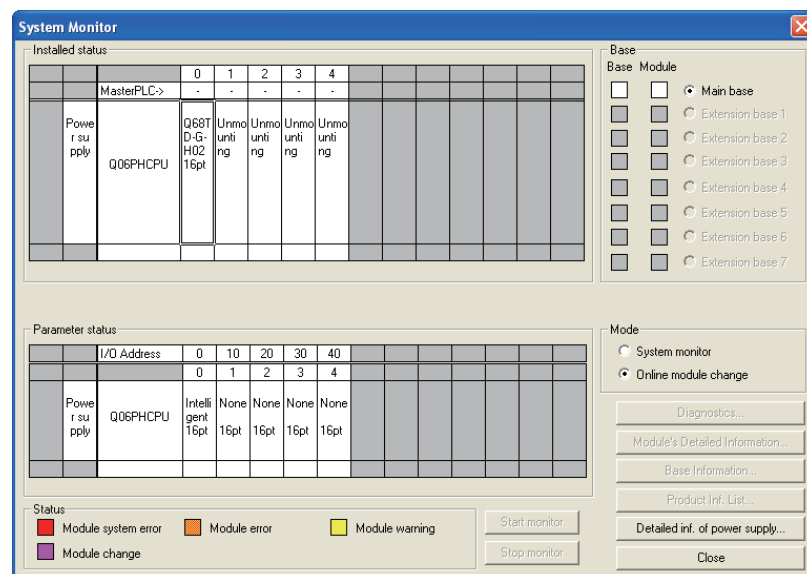 System Monitor
Installed status
0 1 2 3 4
MasterPLC-> - - - - -
Powe
r su
pply
Q06PHCPU
Q68T
D-G-
H02
16pt
Unmo
unti
ng
Unmo
unti
ng
Unmo
unti
ng
Unmo
unti
ng
Base
Base Module
Main base
Extension base 1
Extension base 2
Extension base 3
Extension base 4
Extension base 5
Extension base 6
Extension base 7
Parameter status
I/O Address 0 10 20 30 40
0 1 2 3 4
Powe
r su
pply
Q06PHCPU
Intelli
gent
16pt
None
16pt
None
16pt
None
16pt
None
16pt
Mode
System monitor
Online module change
Diagnostics...
Module's Detailed Information...
Base Information...
Product Inf. List...
Detailed inf. of power supply...
Close
Status
Module system error
Module error
Module warning
Module change
Start monitor
Stop monitor